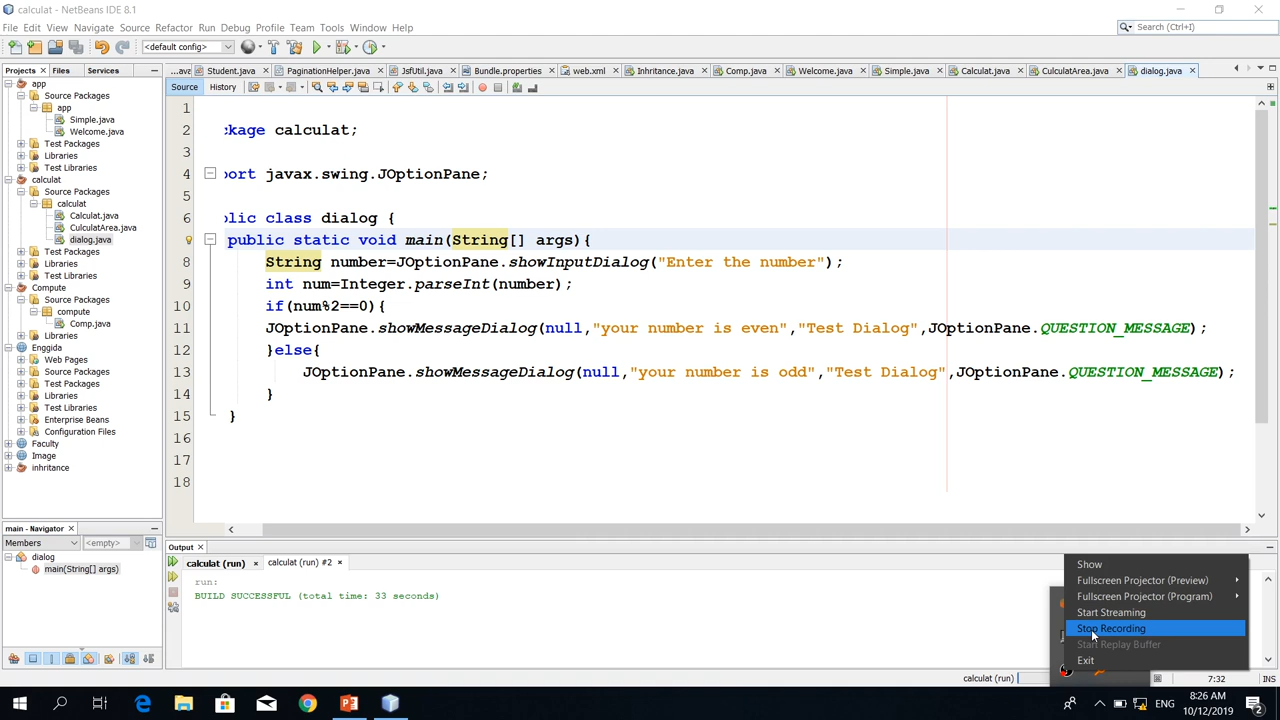 calculat - NetBeans IDE 8.1
File Edit View Navigate Source Refactor Run Debug Profile Team Tools Window Help
Search (Ctrl+I)
<default config>
Projects Files Services
...ava Student.java PaginationHelper.java JsfUtil.java Bundle.properties web.xml Inhritance.java Comp.java Welcome.java Simple.java Calculat.java CulculatArea.java dialog.java
Source History
app
Source Packages
app
Simple.java
Welcome.java
Test Packages
Libraries
Test Libraries
calculat
Source Packages
calculat
Calculat.java
CulculatArea.java
dialog.java
Test Packages
Libraries
Test Libraries
Compute
Source Packages
compute
Comp.java
Libraries
Enggida
Web Pages
Source Packages
Test Packages
Libraries
Test Libraries
Enterprise Beans
Configuration Files
Faculty
Image
inhritance
1
2 ckage calculat;
3
4 port javax.swing.JOptionPane;
5
6 blic class dialog {
public static void main(String[] args){
8 String number=JOptionPane.showInputDialog("Enter the number");
9 int num=Integer.parseInt(number);
10 if(num%2==0){
11 JOptionPane.showMessageDialog(null,"your number is even","Test Dialog",JOptionPane.QUESTION_MESSAGE);
12 }else{
13 JOptionPane.showMessageDialog(null,"your number is odd","Test Dialog",JOptionPane.QUESTION_MESSAGE);
14 }
15 }
16
17
18
main - Navigator
Members <empty>
dialog
main(String[] args)
Output
calculat (run) calculat (run) #2
run:
BUILD SUCCESSFUL (total time: 33 seconds)
Show
Fullscreen Projector (Preview)
Fullscreen Projector (Program)
Start Streaming
Stop Recording
Start Replay Buffer
Exit
calculat (run) 7:32 INS
ENG
8:26 AM
10/12/2019
2